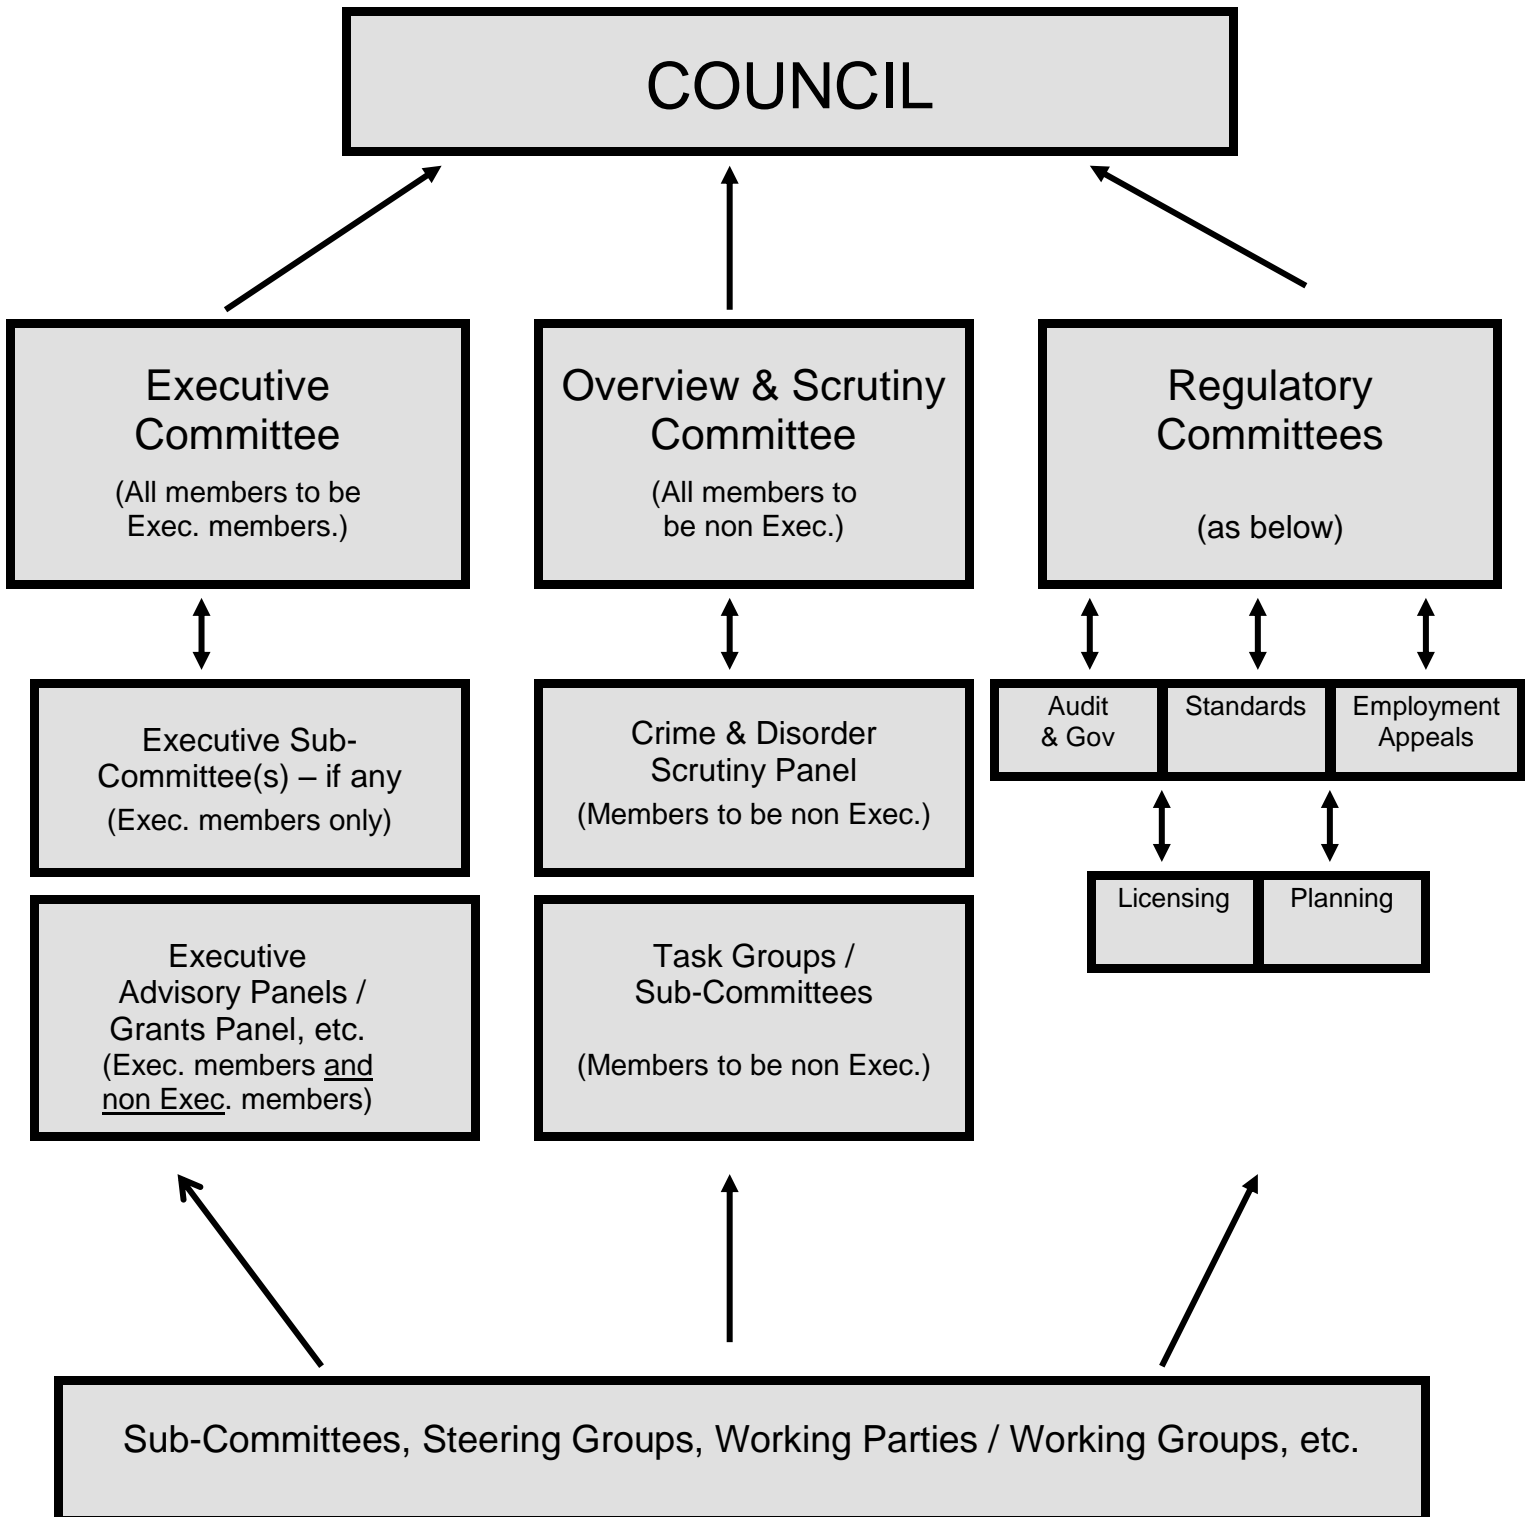 COUNCIL
Executive
Committee
(All members to be
Exec. members.)
Overview & Scrutiny
Committee
(All members to
be non Exec.)
Regulatory
Committees
(as below)
Executive Sub-
Committee(s) – if any
(Exec. members only)
Crime & Disorder
Scrutiny Panel
(Members to be non Exec.)
Audit
& Gov
Standards
Employment
Appeals
Licensing
Planning
Executive
Advisory Panels /
Grants Panel, etc.
(Exec. members and
non Exec. members)
Task Groups /
Sub-Committees
(Members to be non Exec.)
Sub-Committees, Steering Groups, Working Parties / Working Groups, etc.